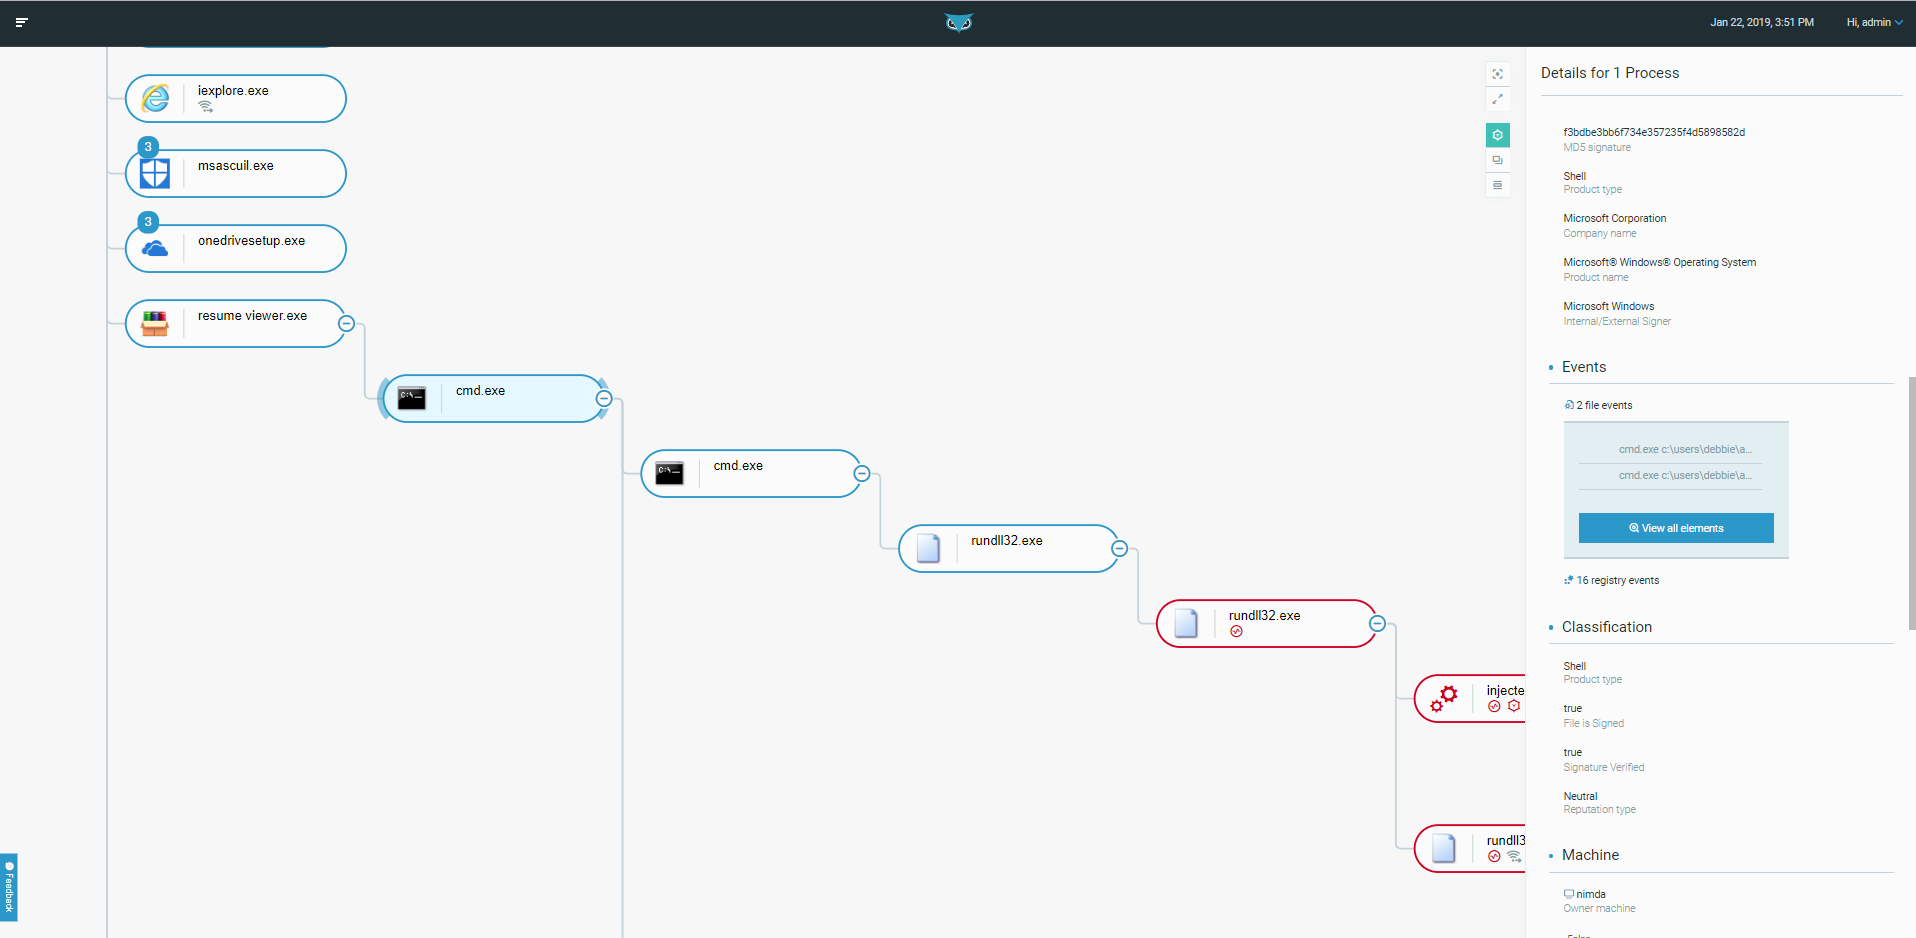 Jan 22, 2019, 3:51 PM
Hi, admin
iexplore.exe
3
msascuil.exe
3
onedrivesetup.exe
resume viewer.exe
cmd.exe
C:\
cmd.exe
C:\
rundll32.exe
rundll32.exe
injecte
rundll3
Feedback
Details for 1 Process
f3bdbe3bb6f734e357235f4d5898582d
MD5 signature
Shell
Product type
Microsoft Corporation
Company name
Microsoft® Windows® Operating System
Product name
Microsoft Windows
Internal/External Signer
Events
2 file events
cmd.exe c:\users\debbie\a...
cmd.exe c:\users\debbie\a...
View all elements
16 registry events
Classification
Shell
Product type
true
File is Signed
true
Signature Verified
Neutral
Reputation type
Machine
nimda
Owner machine